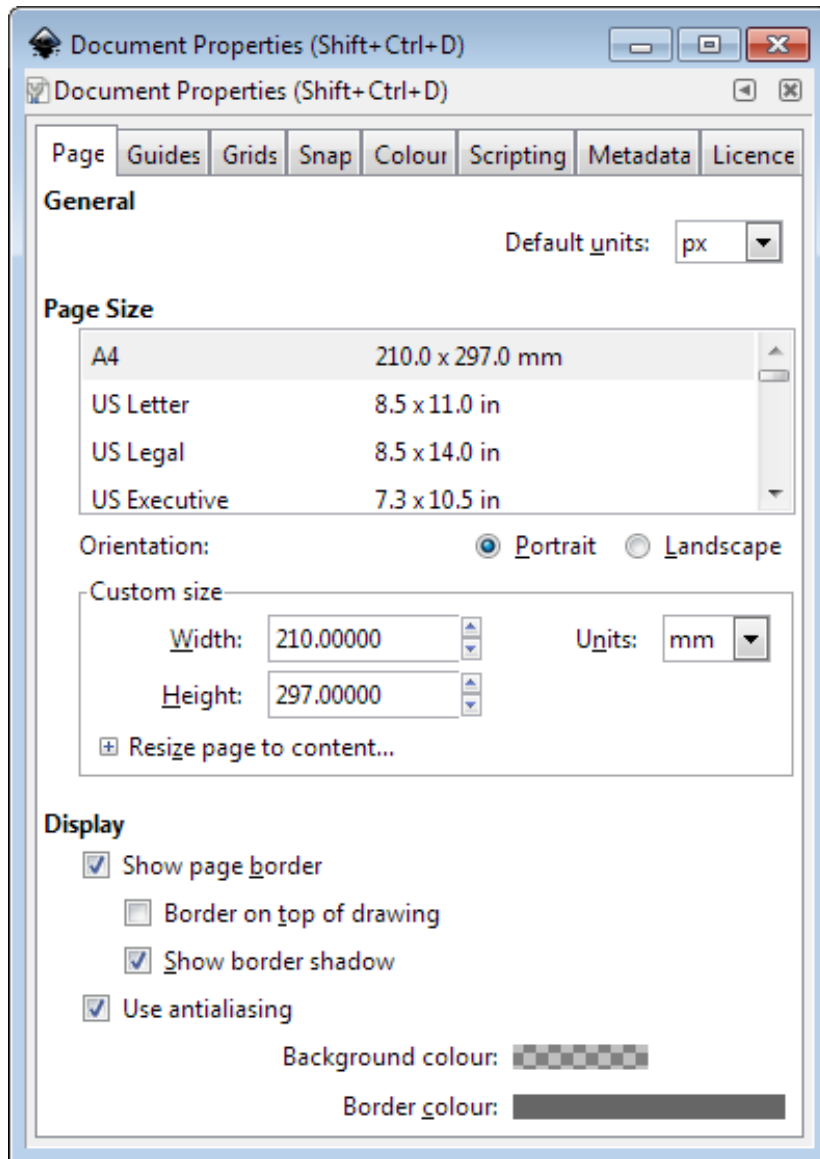 Document Properties (Shift+Ctrl+D)
Document Properties (Shift+Ctrl+D)
Page Guides Grids Snap Colour Scripting Metadata Licence
General
Default units: px
Page Size
A4 210.0 x 297.0 mm
US Letter 8.5 x 11.0 in
US Legal 8.5 x 14.0 in
US Executive 7.3 x 10.5 in
Orientation: Portrait Landscape
Custom size
Width: 210.00000 Units: mm
Height: 297.00000
Resize page to content...
Display
Show page border
Border on top of drawing
Show border shadow
Use antialiasing
Background colour:
Border colour: